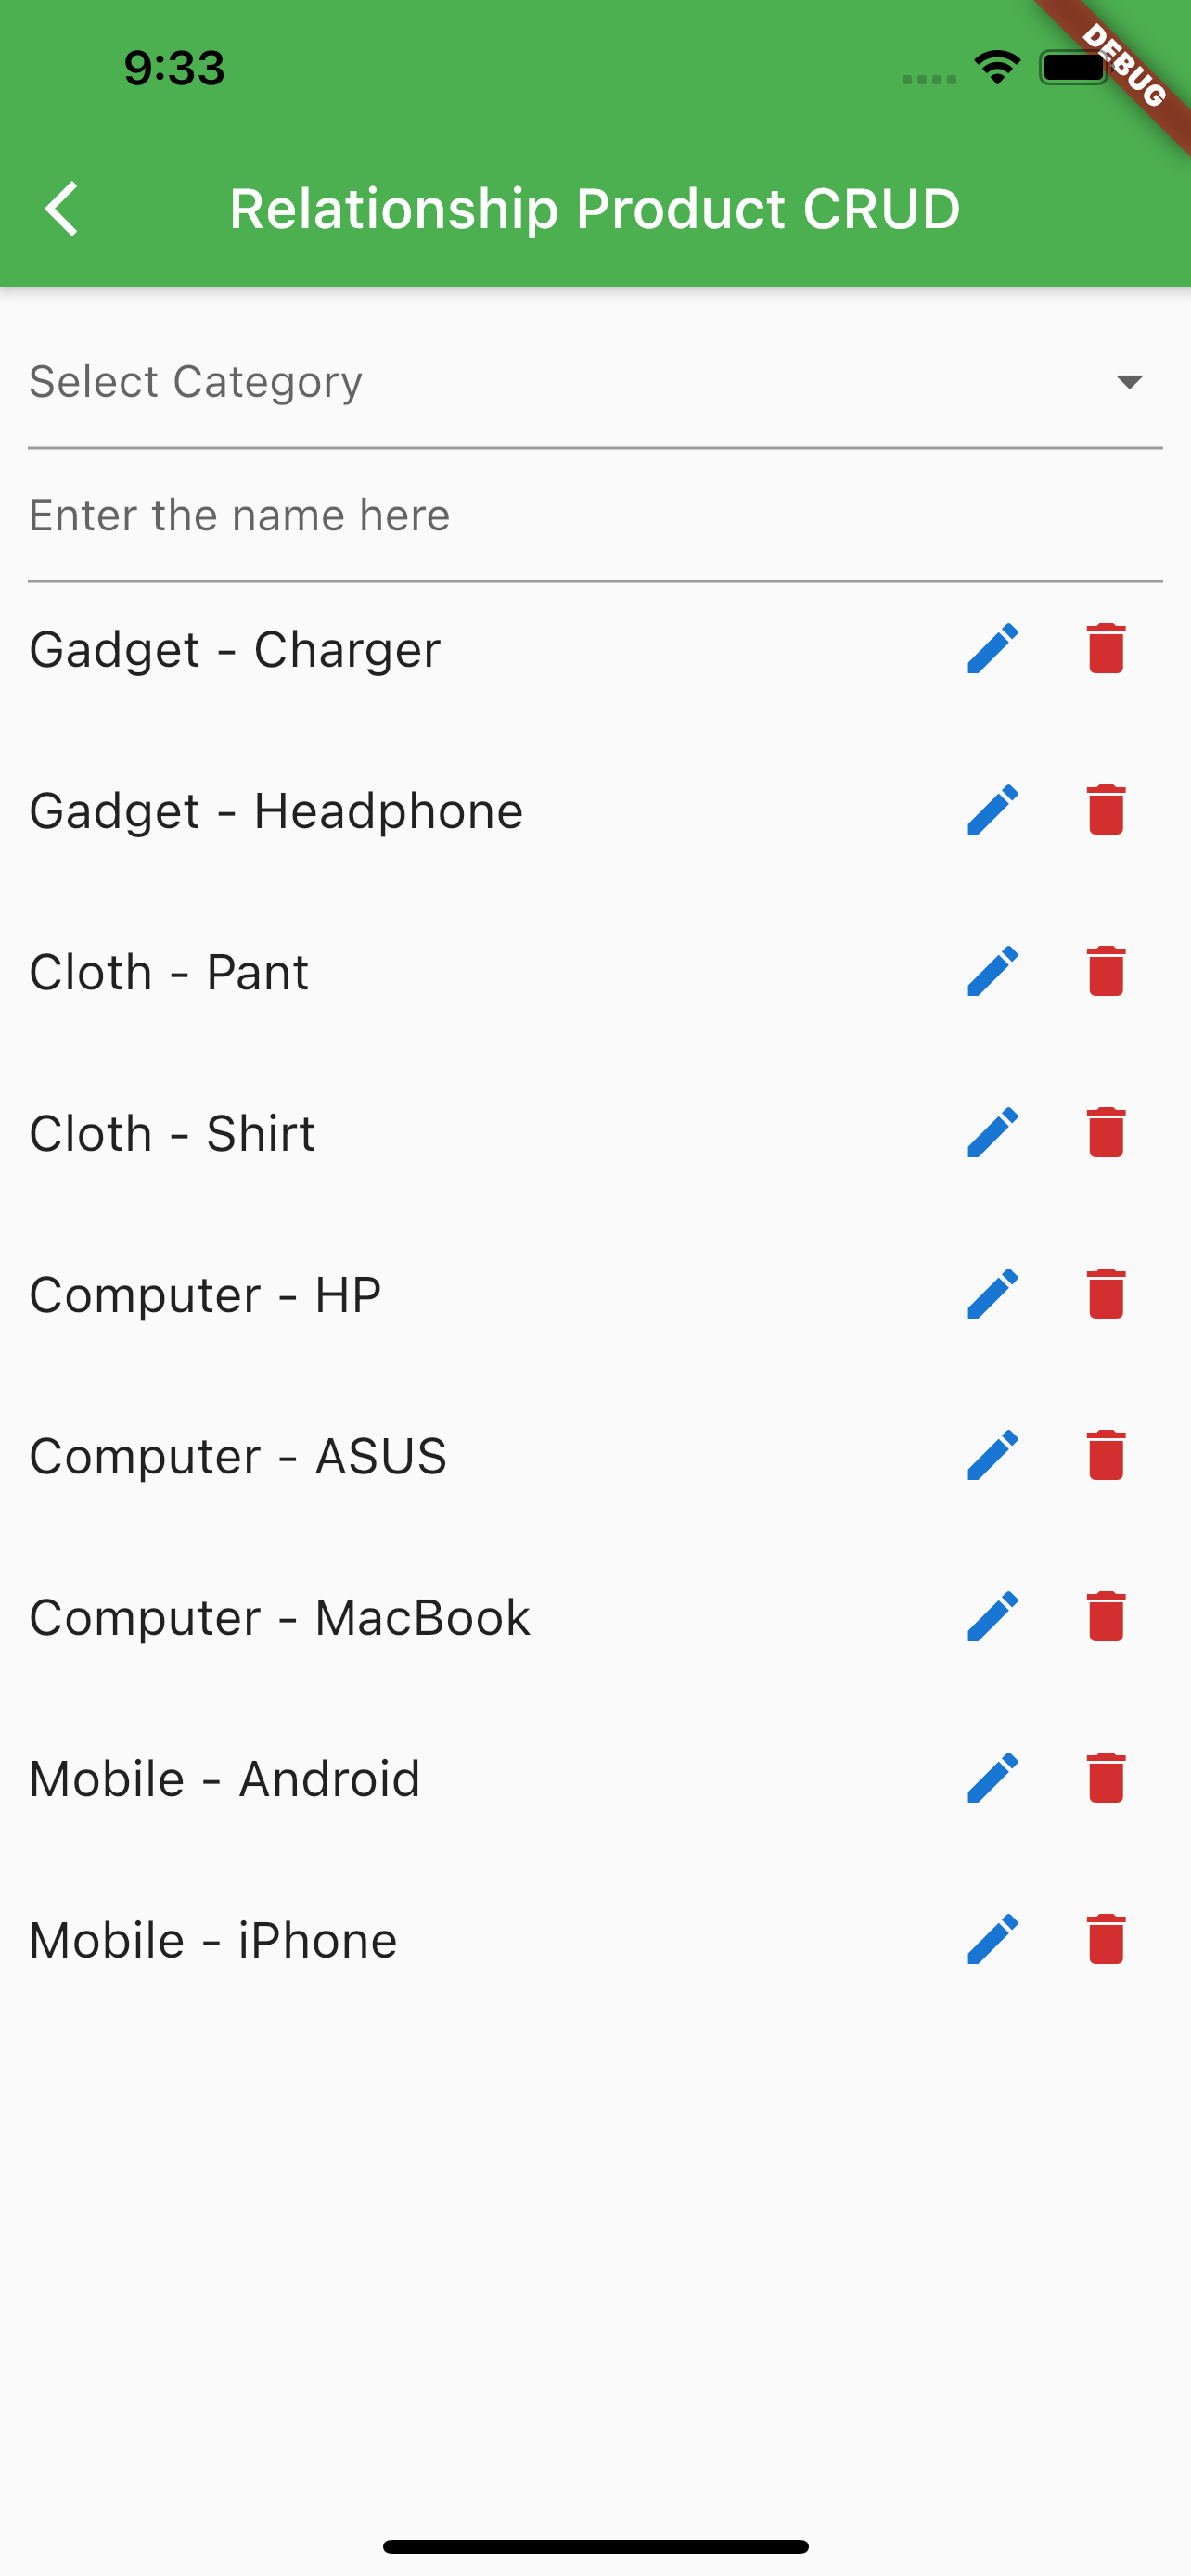 9:33
DEBUG
Relationship Product CRUD
Select Category
Enter the name here
Gadget - Charger
Gadget - Headphone
Cloth - Pant
Cloth - Shirt
Computer - HP
Computer - ASUS
Computer - MacBook
Mobile - Android
Mobile - iPhone